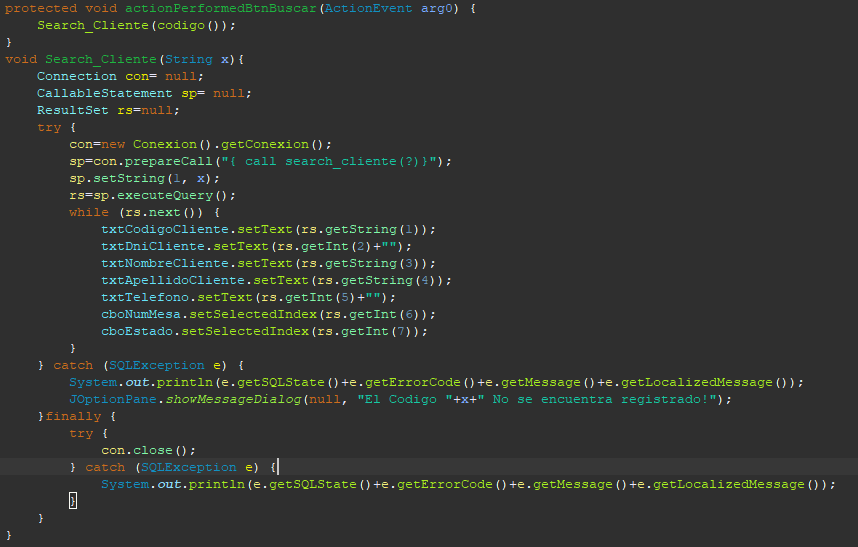 protected void actionPerformedBtnBuscar(ActionEvent arg0) {
    Search_Cliente(codigo());
}
void Search_Cliente(String x){
    Connection con= null;
    CallableStatement sp= null;
    ResultSet rs=null;
    try {
        con=new Conexion().getConexion();
        sp=con.prepareCall("{ call search_cliente(?)}");
        sp.setString(1, x);
        rs=sp.executeQuery();
        while (rs.next()) {
            txtCodigoCliente.setText(rs.getString(1));
            txtDniCliente.setText(rs.getInt(2)+"");
            txtNombreCliente.setText(rs.getString(3));
            txtApellidoCliente.setText(rs.getString(4));
            txtTelefono.setText(rs.getInt(5)+"");
            cboNumMesa.setSelectedIndex(rs.getInt(6));
            cboEstado.setSelectedIndex(rs.getInt(7));
        }
    } catch (SQLException e) {
        System.out.println(e.getSQLState()+e.getErrorCode()+e.getMessage()+e.getLocalizedMessage());
        JOptionPane.showMessageDialog(null, "El Codigo "+x+" No se encuentra registrado!");
    }finally {
        try {
            con.close();
        } catch (SQLException e) {
            System.out.println(e.getSQLState()+e.getErrorCode()+e.getMessage()+e.getLocalizedMessage());
        }
    }
}